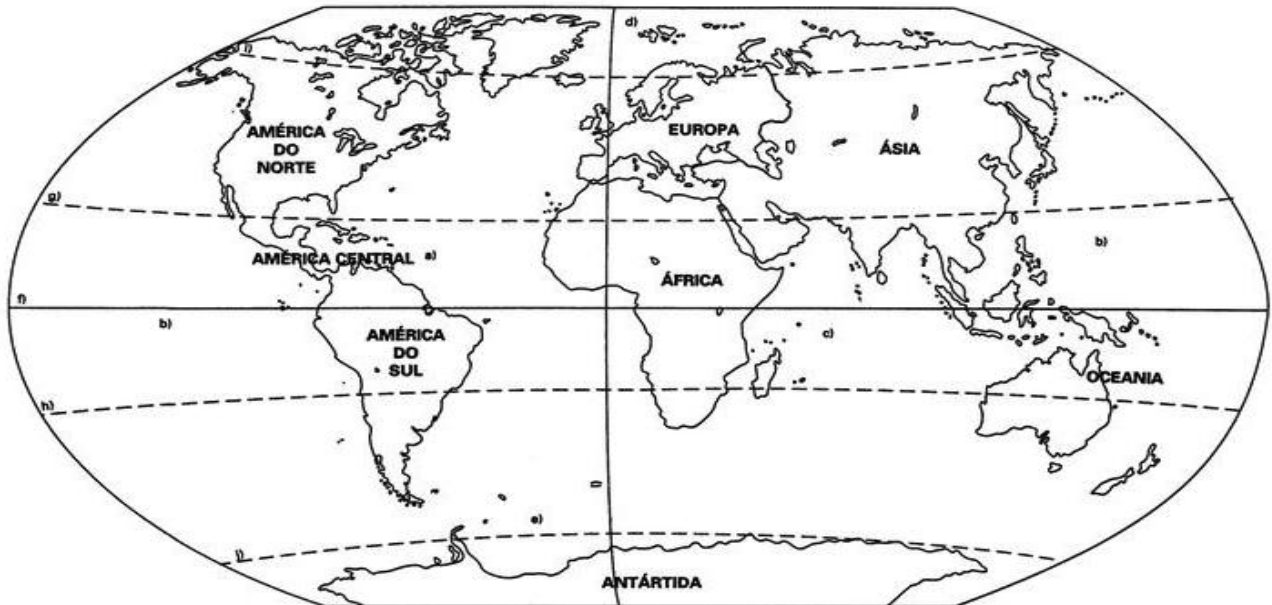 d)
i)
AMÉRICA
DO
NORTE
EUROPA
ÁSIA
g)
AMÉRICA CENTRAL a)
b)
ÁFRICA
f)
b)
AMÉRICA
DO
SUL
c)
OCEANIA
h)
e)
j)
ANTÁRTIDA